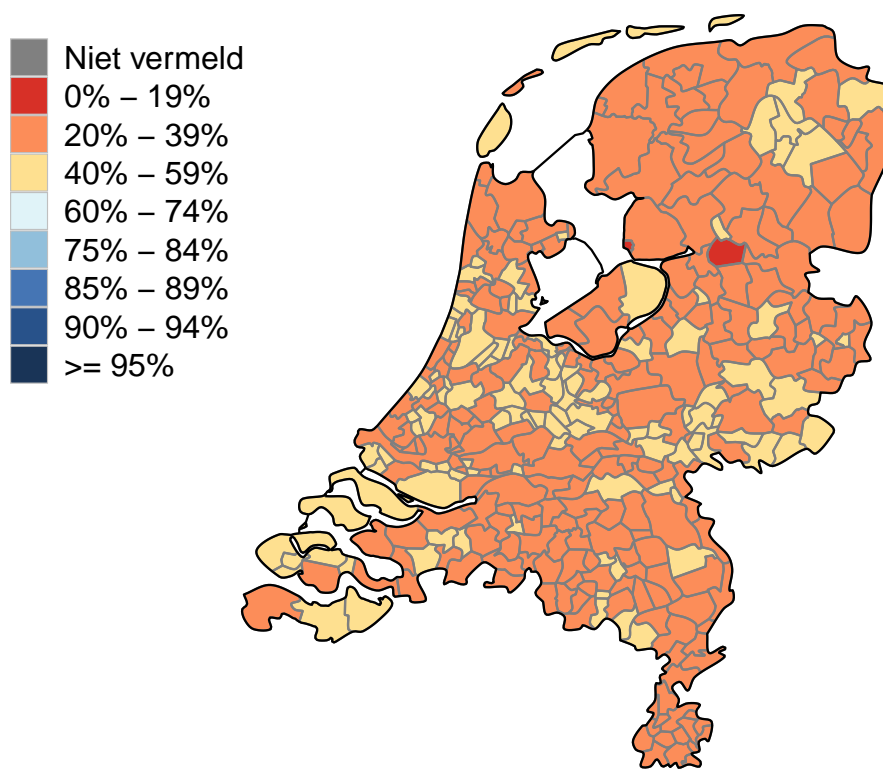 Niet vermeld
0% – 19%
20% – 39%
40% – 59%
60% – 74%
75% – 84%
85% – 89%
90% – 94%
>= 95%